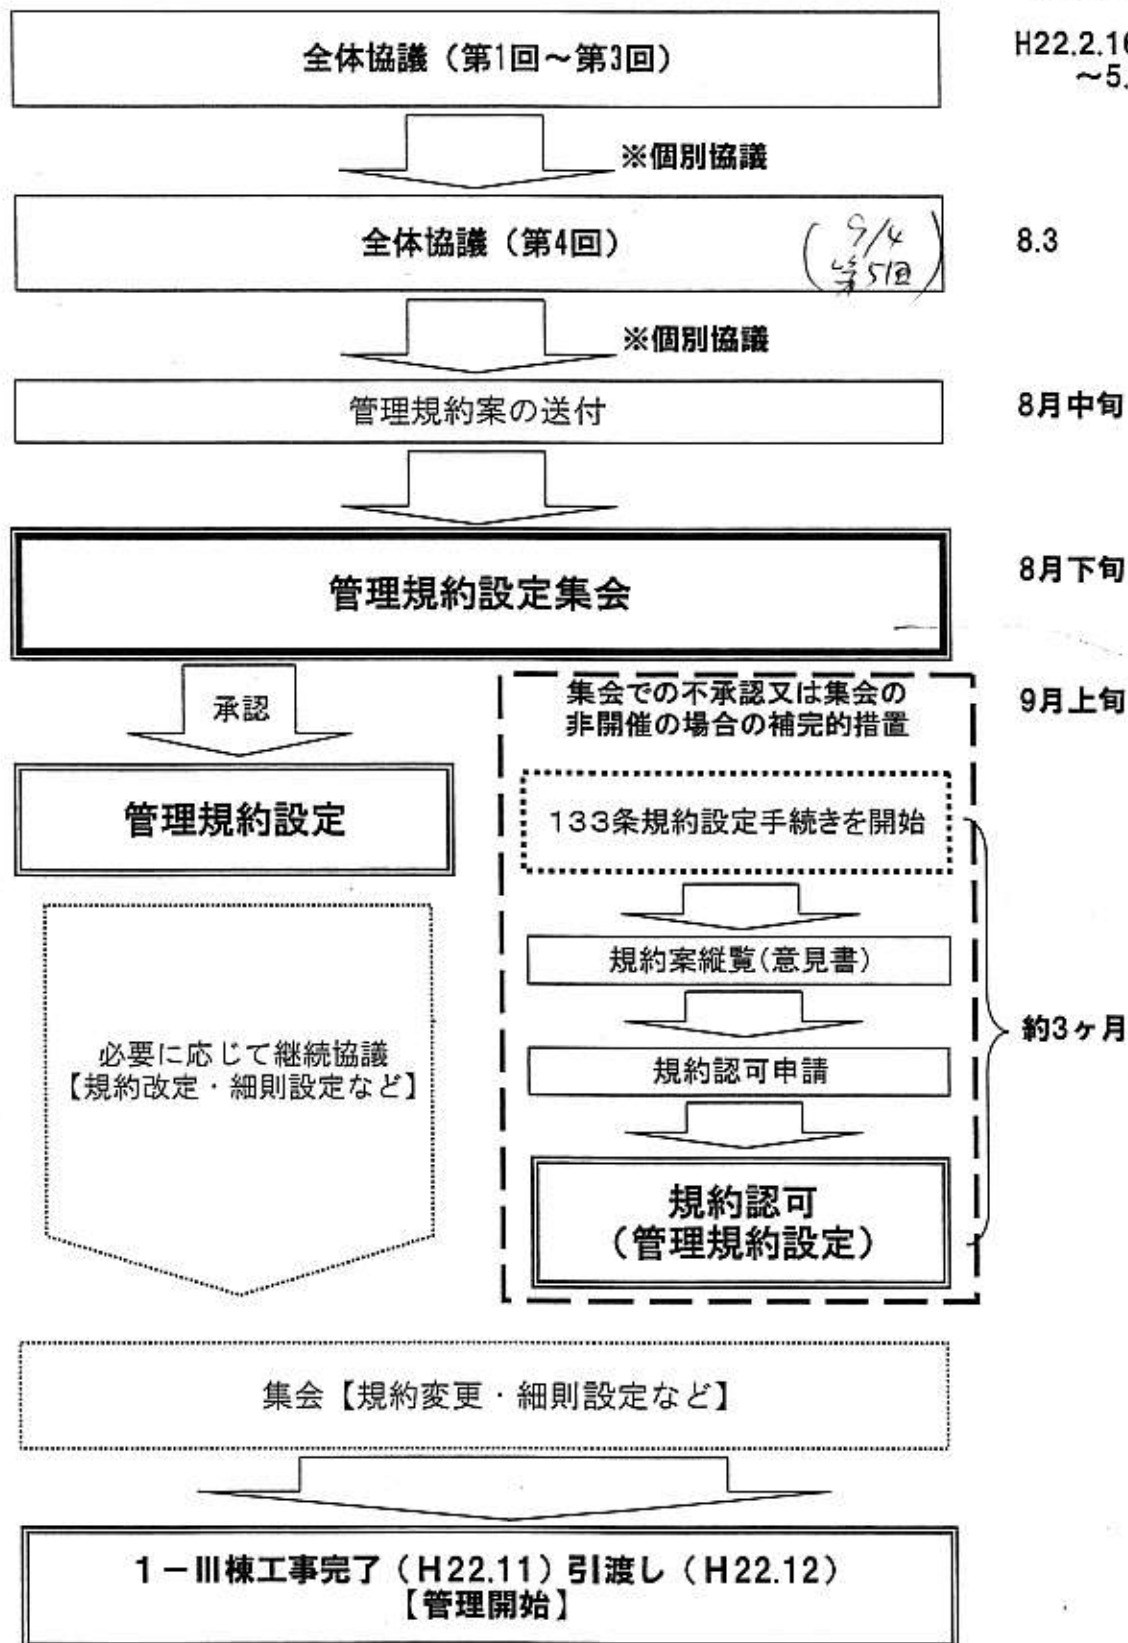 全体協議（第1回～第3回）
H22.2.16
～5.
※個別協議
全体協議（第4回）
9/4
第5回
8.3
※個別協議
管理規約案の送付
8月中旬
管理規約設定集会
8月下旬
承認
集会での不承認又は集会の
非開催の場合の補完的措置
9月上旬
管理規約設定
133条規約設定手続きを開始
規約案縦覧(意見書)
約3ヶ月
必要に応じて継続協議
【規約改定・細則設定など】
規約認可申請
規約認可
（管理規約設定）
集会【規約変更・細則設定など】
1－Ⅲ棟工事完了（H22.11）引渡し（H22.12）
【管理開始】